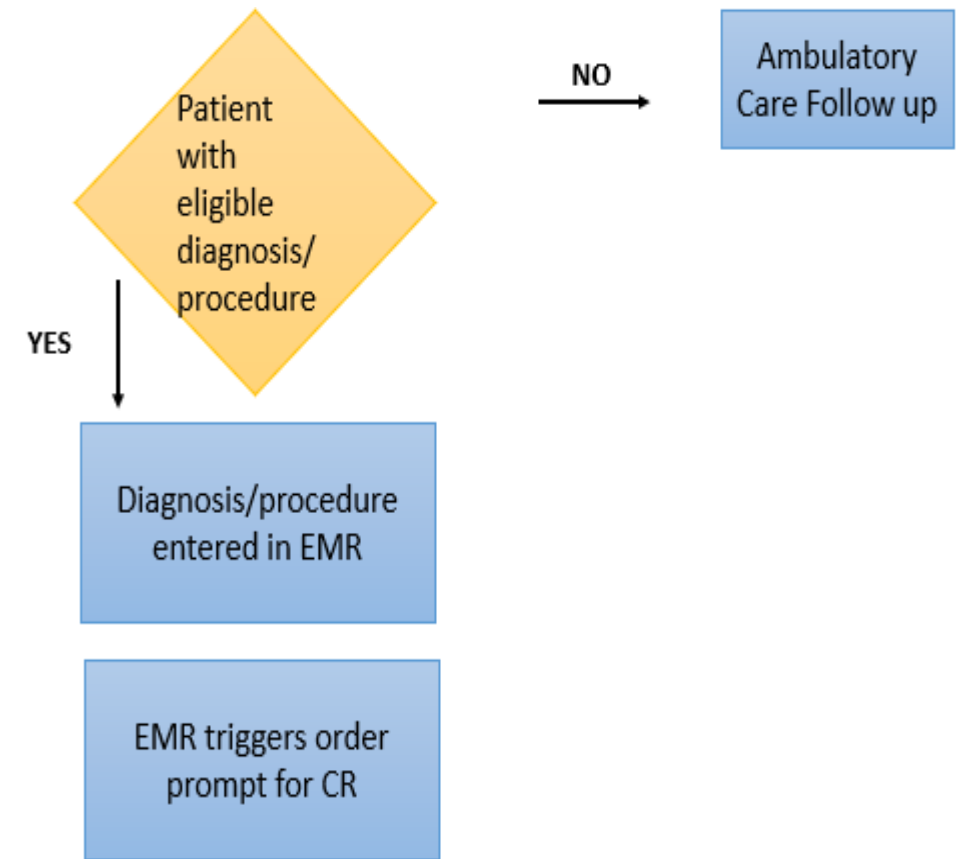 Patient
with
eligible
diagnosis/
procedure
NO
Ambulatory
Care Follow up
YES
Diagnosis/procedure
entered in EMR
EMR triggers order
prompt for CR